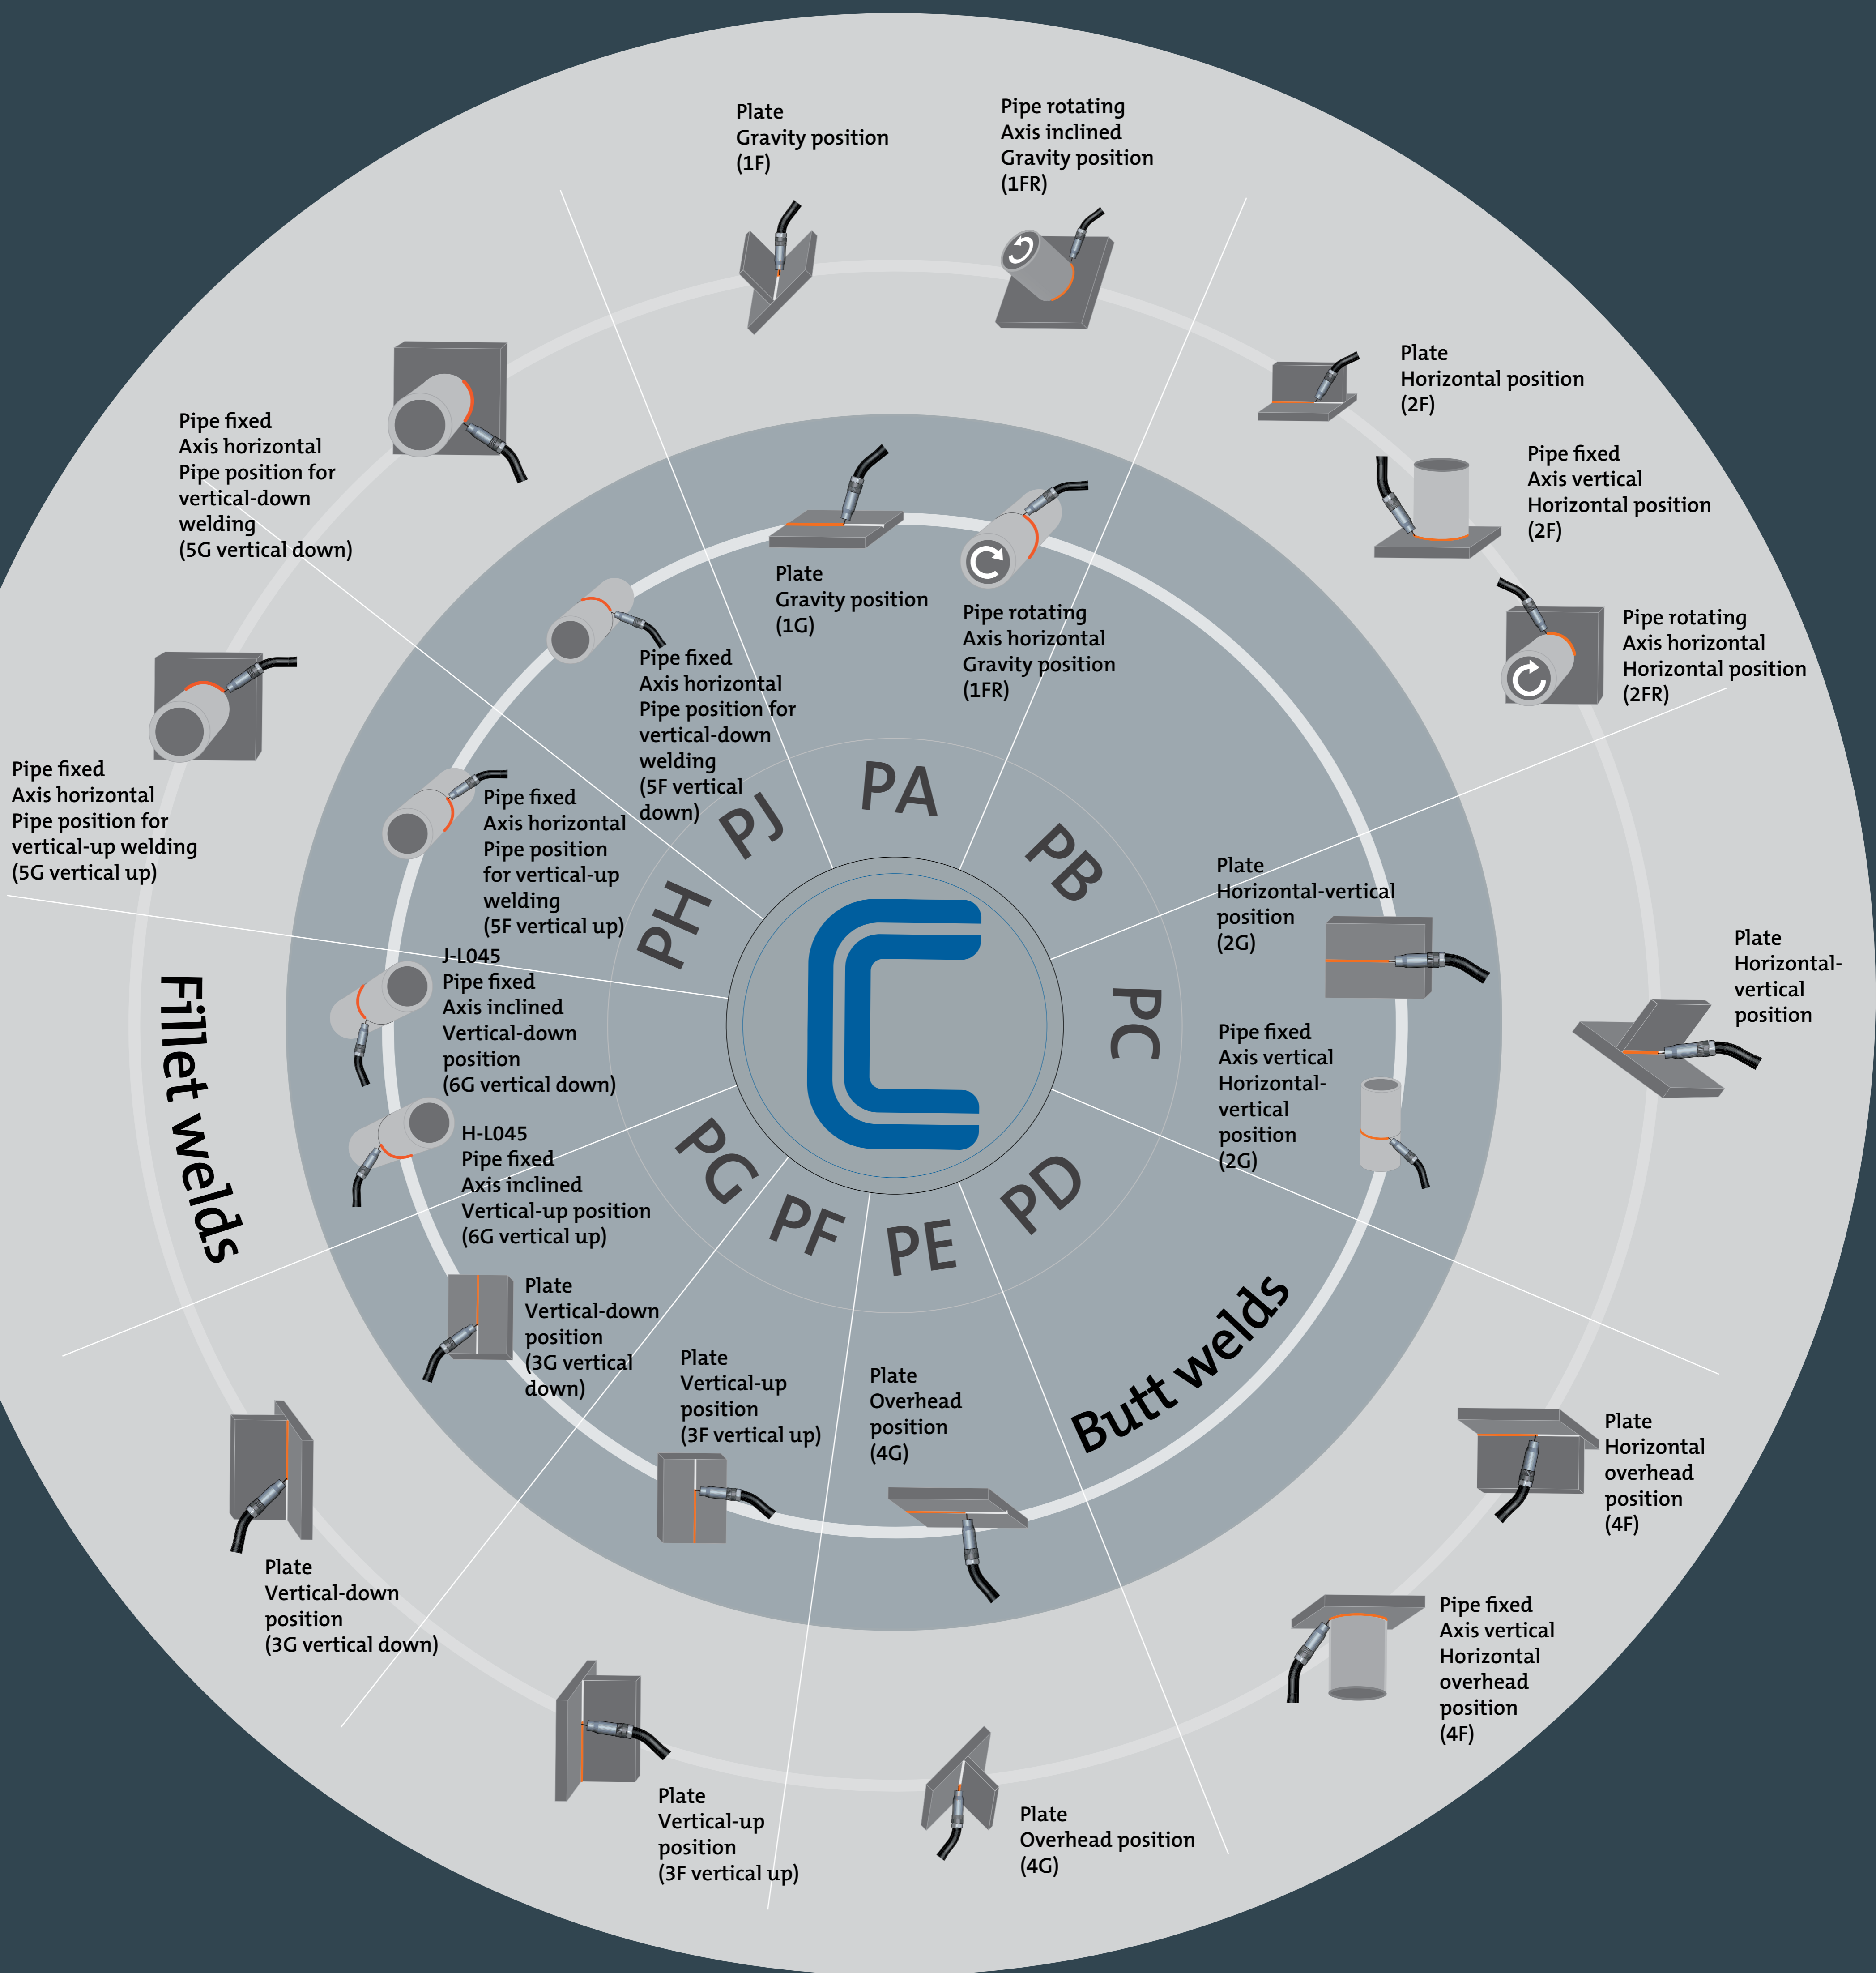 Plate
Gravity position
(1F)
Pipe rotating
Axis inclined
Gravity position
(1FR)
Plate
Horizontal position
(2F)
Pipe fixed
Axis vertical
Horizontal position
(2F)
Pipe rotating
Axis horizontal
Horizontal position
(2FR)
Plate
Horizontal-
vertical
position
Plate
Horizontal
overhead
position
(4F)
Pipe fixed
Axis vertical
Horizontal
overhead
position
(4F)
Plate
Overhead position
(4G)
Plate
Vertical-up
position
(3F vertical up)
Plate
Vertical-down
position
(3G vertical down)
Fillet welds
Pipe fixed
Axis horizontal
Pipe position for
vertical-up welding
(5G vertical up)
Pipe fixed
Axis horizontal
Pipe position for
vertical-down
welding
(5G vertical down)
Plate
Gravity position
(1G)
Pipe rotating
Axis horizontal
Gravity position
(1FR)
Plate
Horizontal-vertical
position
(2G)
Pipe fixed
Axis vertical
Horizontal-
vertical
position
(2G)
Butt welds
Plate
Overhead
position
(4G)
Plate
Vertical-up
position
(3F vertical up)
Plate
Vertical-down
position
(3G vertical
down)
H-L045
Pipe fixed
Axis inclined
Vertical-up position
(6G vertical up)
J-L045
Pipe fixed
Axis inclined
Vertical-down
position
(6G vertical down)
Pipe fixed
Axis horizontal
Pipe position
for vertical-up
welding
(5F vertical up)
Pipe fixed
Axis horizontal
Pipe position for
vertical-down
welding
(5F vertical
down)
PA
PB
PC
PD
PE
PF
PG
PH
PJ